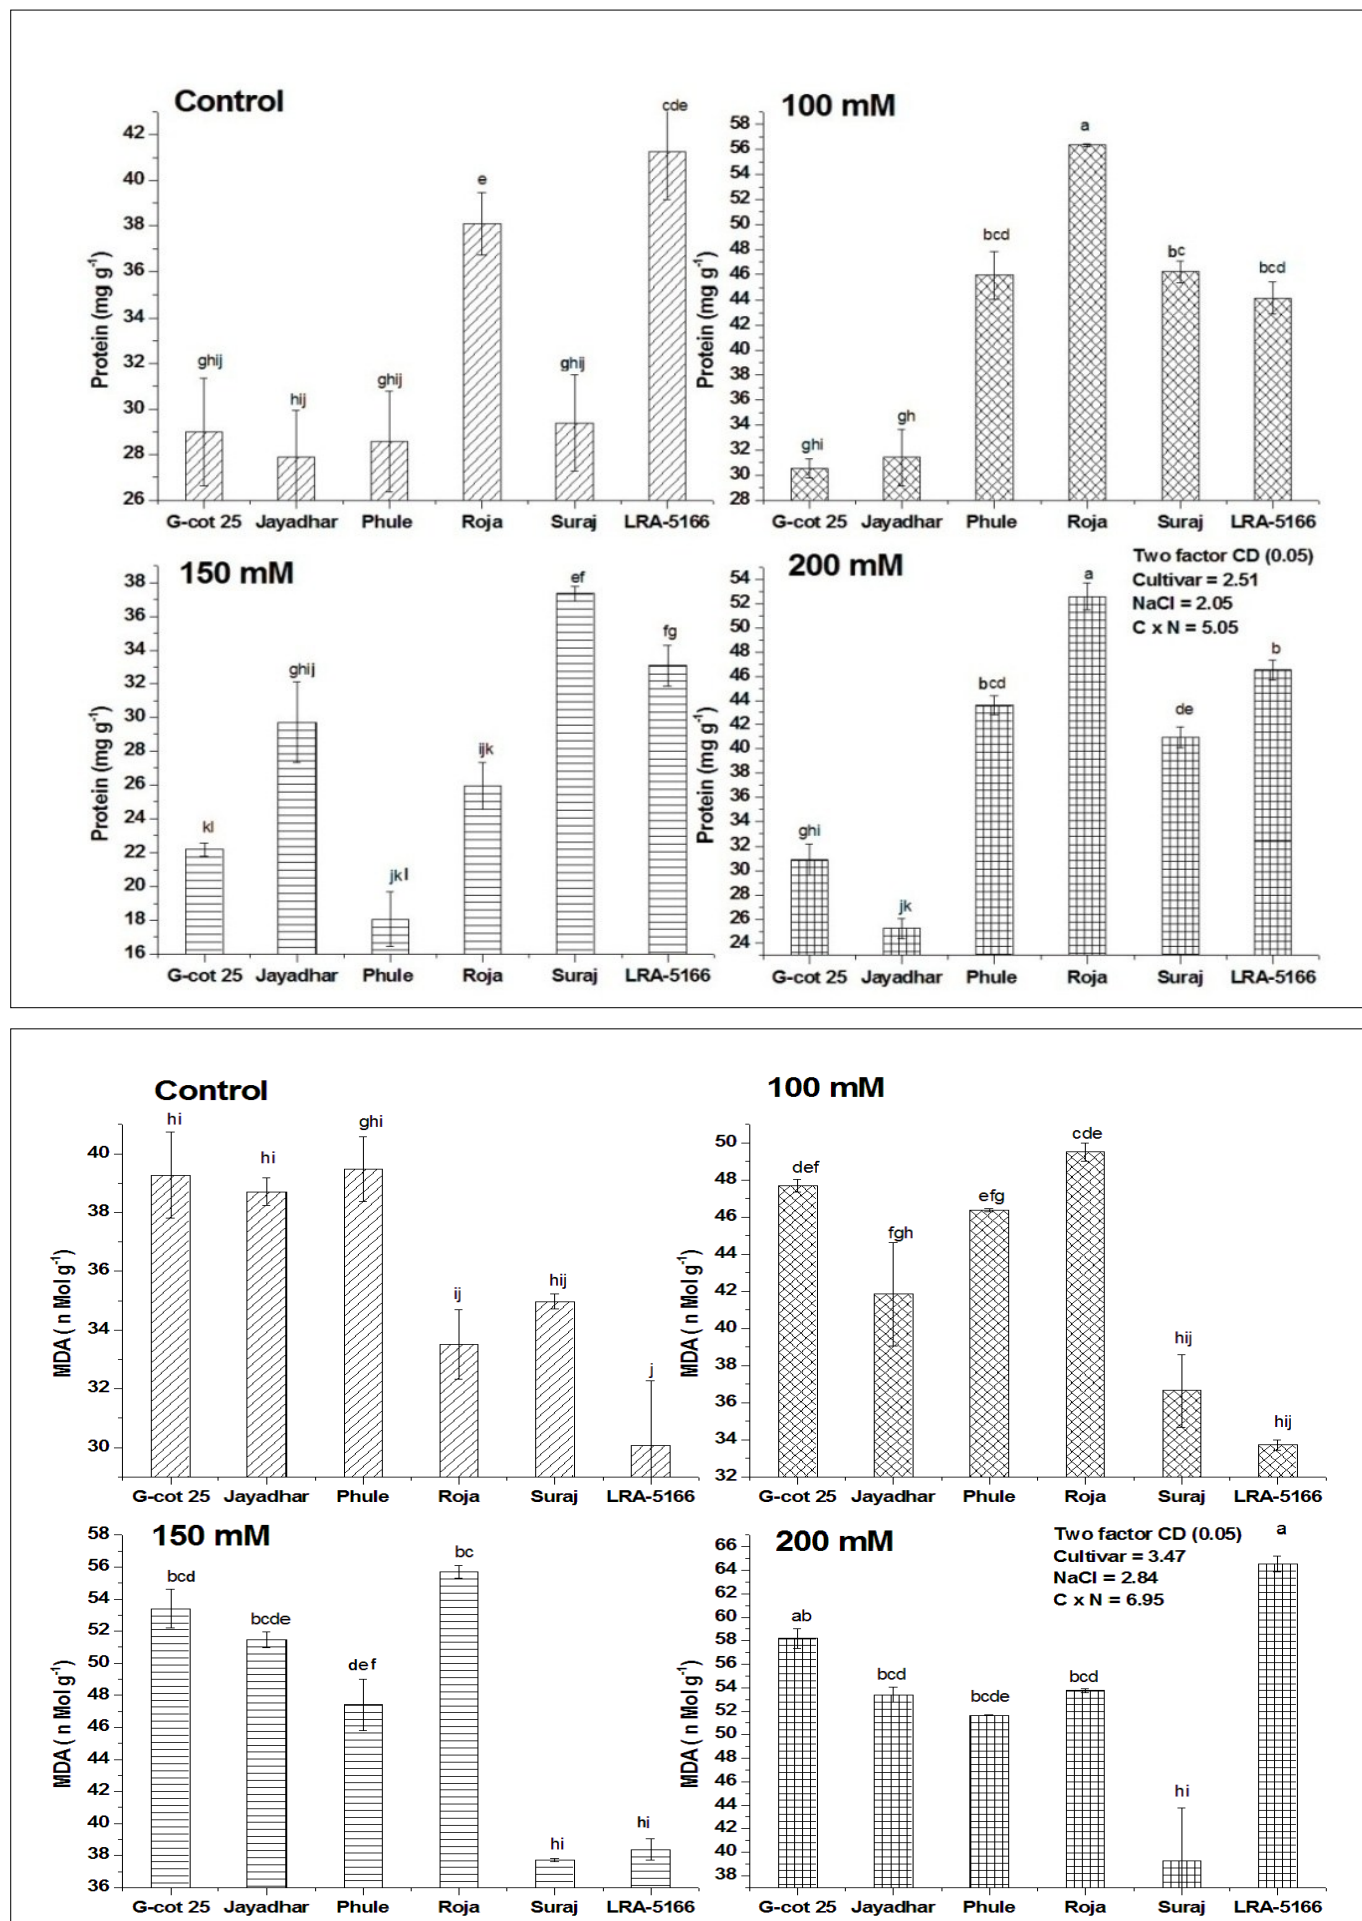 Control
Protein (mg g-1)
42
40
38
36
34
32
30
28
26
ghij
hij
ghij
e
ghij
cde
G-cot 25 Jayadhar Phule Roja Suraj LRA-5166
100 mM
Protein (mg g-1)
58
56
54
52
50
48
46
44
42
40
38
36
34
32
30
28
ghi
gh
bcd
a
bc
bcd
G-cot 25 Jayadhar Phule Roja Suraj LRA-5166
150 mM
Protein (mg g-1)
38
36
34
32
30
28
26
24
22
20
18
16
kl
ghij
jkl
ijk
ef
fg
G-cot 25 Jayadhar Phule Roja Suraj LRA-5166
200 mM
Two factor CD (0.05)
Cultivar = 2.51
NaCl = 2.05
C x N = 5.05
Protein (mg g-1)
54
52
50
48
46
44
42
40
38
36
34
32
30
28
26
24
ghi
jk
bcd
a
de
b
G-cot 25 Jayadhar Phule Roja Suraj LRA-5166
Control
MDA ( n Mol g-1)
40
38
36
34
32
30
hi
hi
ghi
ij
hij
j
G-cot 25 Jayadhar Phule Roja Suraj LRA-5166
100 mM
MDA ( n Mol g-1)
50
48
46
44
42
40
38
36
34
32
def
fgh
efg
cde
hij
hij
G-cot 25 Jayadhar Phule Roja Suraj LRA-5166
150 mM
MDA ( n Mol g-1)
58
56
54
52
50
48
46
44
42
40
38
36
bcd
bcde
def
bc
hi
hi
G-cot 25 Jayadhar Phule Roja Suraj LRA-5166
200 mM
Two factor CD (0.05)
Cultivar = 3.47
NaCl = 2.84
C x N = 6.95
MDA ( n Mol g-1)
66
64
62
60
58
56
54
52
50
48
46
44
42
40
38
ab
bcd
bcde
bcd
hi
a
G-cot 25 Jayadhar Phule Roja Suraj LRA-5166